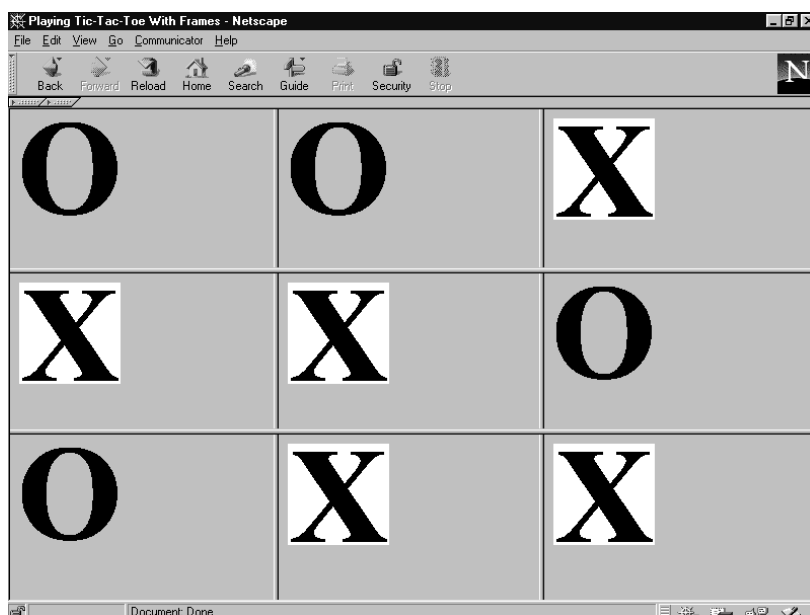 Playing Tic-Tac-Toe With Frames - Netscape
File Edit View Go Communicator Help
Back Forward Reload Home Search Guide Print Security Stop
N
O O X
X X O
O X X
Document: Done